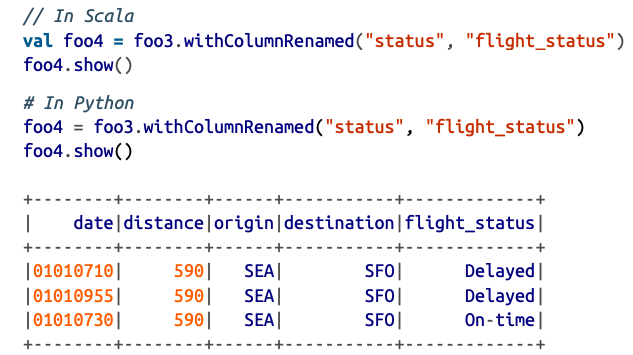 // In Scala
val foo4 = foo3.withColumnRenamed("status", "flight_status")
foo4.show()
# In Python
foo4 = foo3.withColumnRenamed("status", "flight_status")
foo4.show()
+--------+--------+------+-----------+-------------+
|    date|distance|origin|destination|flight_status|
+--------+--------+------+-----------+-------------+
|01010710|     590|   SEA|        SFO|      Delayed|
|01010955|     590|   SEA|        SFO|      Delayed|
|01010730|     590|   SEA|        SFO|      On-time|
+--------+--------+------+-----------+-------------+